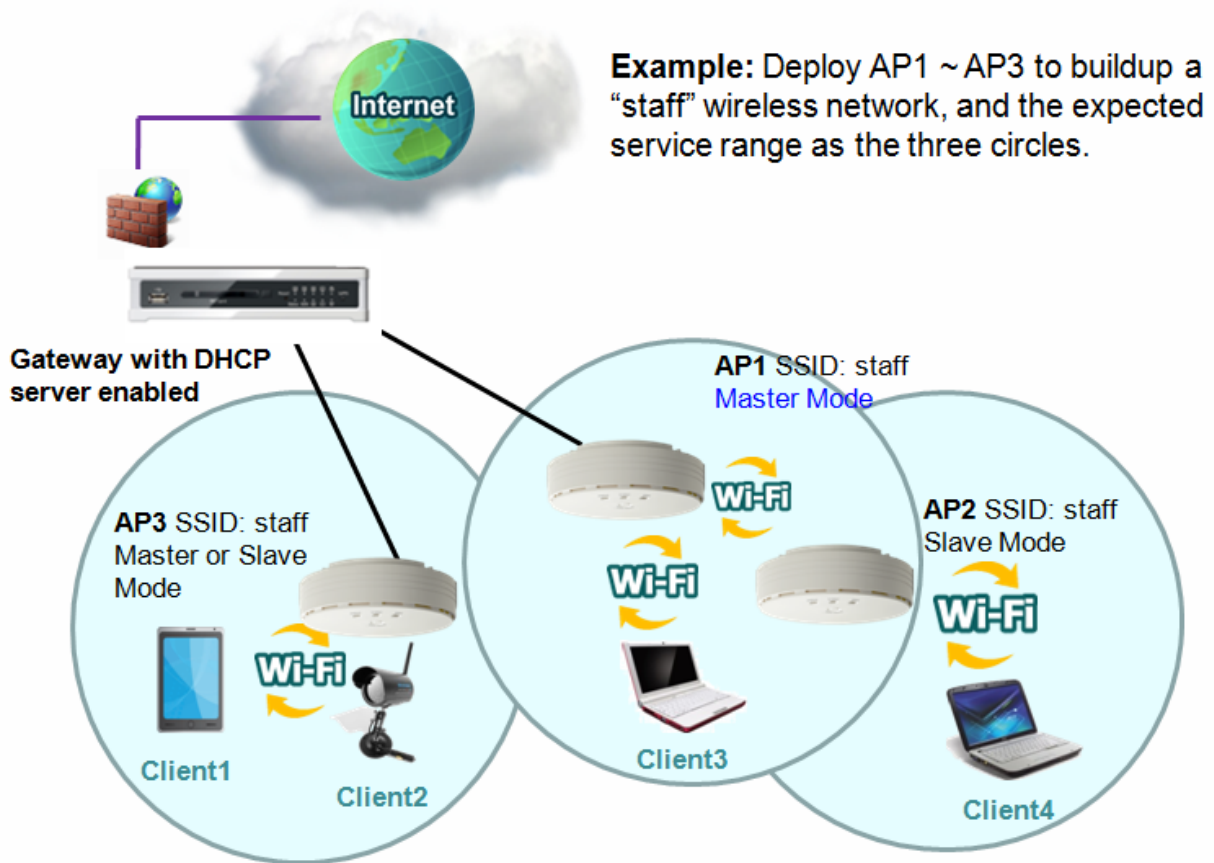 Example: Deploy AP1 ~ AP3 to buildup a
“staff” wireless network, and the expected
service range as the three circles.
Internet
Gateway with DHCP
server enabled
AP1 SSID: staff
Master Mode
Wi-Fi
AP3 SSID: staff
Master or Slave
Mode
AP2 SSID: staff
Slave Mode
Wi-Fi
Wi-Fi
Wi-Fi
Client1
Client2
Client3
Client4